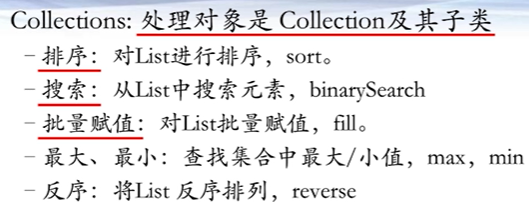 Collections: 处理对象是 Collection及其子类
– 排序：对List进行排序，sort。
– 搜索：从List中搜索元素，binarySearch
– 批量赋值：对List批量赋值，fill。
– 最大、最小：查找集合中最大/小值，max，min
– 反序：将List 反序排列，reverse